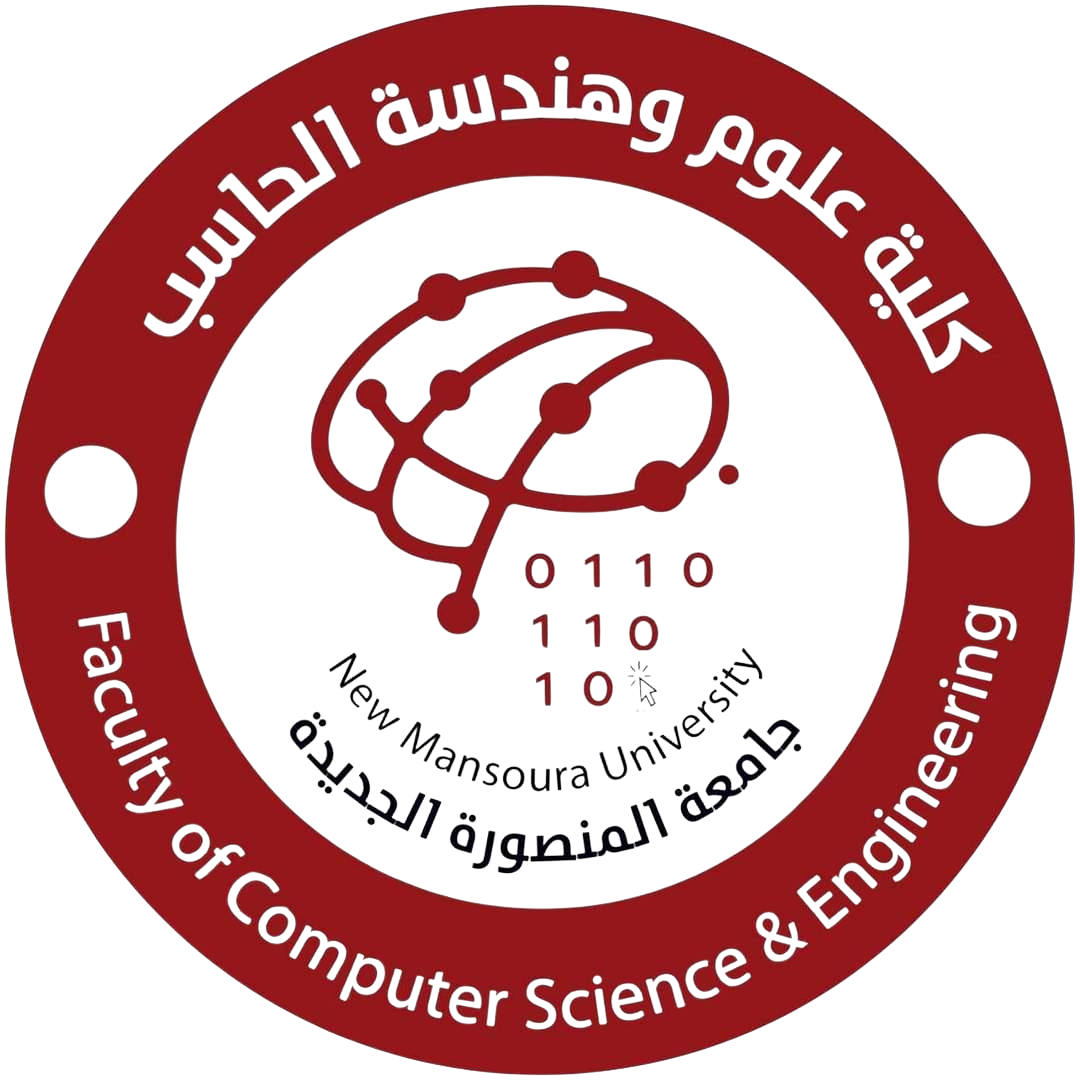 كلية علوم وهندسة الحاسب
0110
110
10
New Mansoura University
جامعة المنصورة الجديدة
Faculty of Computer Science & Engineering